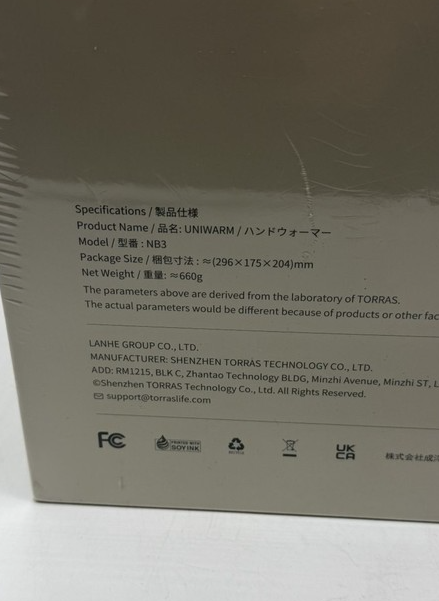 Specifications / 製品仕様
Product Name / 品名: UNIWARM / ハンドウォーマー
Model / 型番 : NB3
Package Size / 梱包寸法 : ≈(296×175×204)mm
Net Weight / 重量: ≈660g
The parameters above are derived from the laboratory of TORRAS.
The actual parameters would be different because of products or other fac
LANHE GROUP CO., LTD.
MANUFACTURER: SHENZHEN TORRAS TECHNOLOGY CO., LTD.
ADD: RM1215, BLK C, Zhantao Technology BLDG, Minzhi Avenue, Minzhi ST, L
©Shenzhen TORRAS Technology Co., Ltd. All Rights Reserved.
support@torraslife.com
FC PRINTED WITH SOY INK UK CA 株式会社成